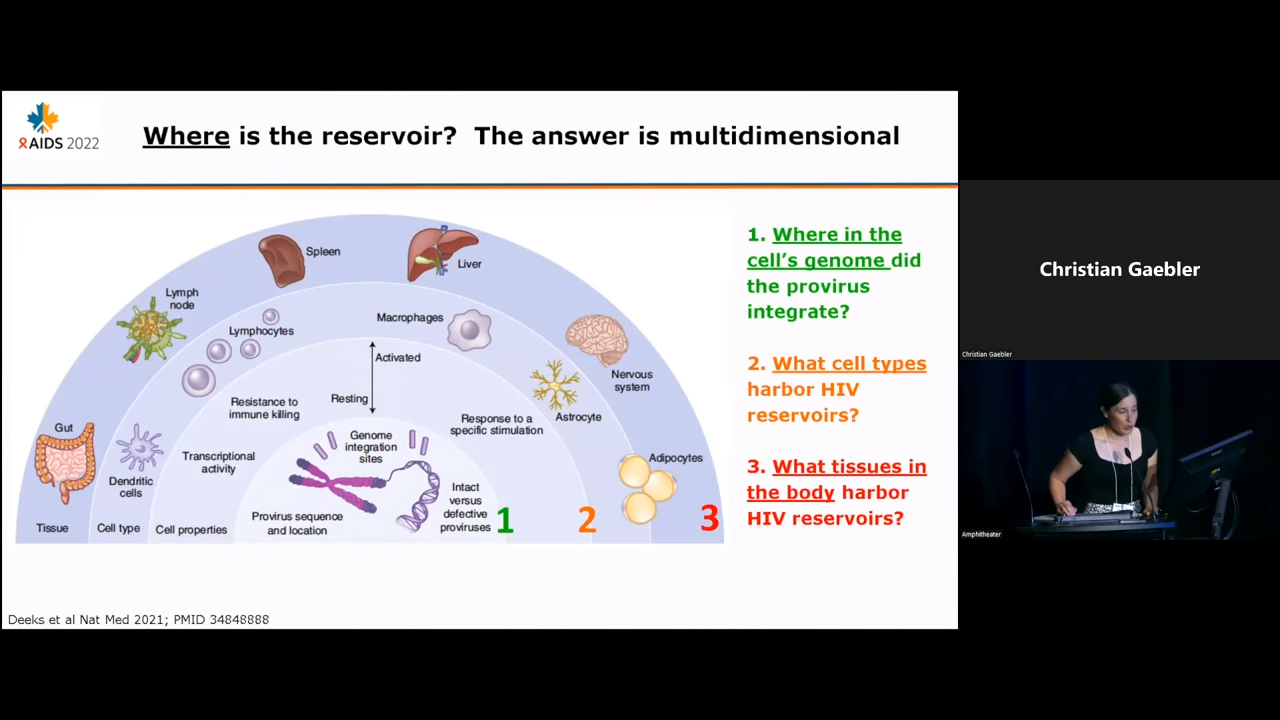 AIDS 2022
Where is the reservoir? The answer is multidimensional
Spleen
Liver
Lymph
node
Lymphocytes
Macrophages
Activated
Nervous
system
Resting
Resistance to
immune killing
Response to a
specific stimulation
Astrocyte
Gut
Genome
integration
sites
Transcriptional
activity
Adipocytes
Dendritic
cells
Intact
versus
defective
proviruses
Provirus sequence
and location
Tissue
Cell type
Cell properties
1
2
3
1. Where in the
cell’s genome did
the provirus
integrate?
2. What cell types
harbor HIV
reservoirs?
3. What tissues in
the body harbor
HIV reservoirs?
Deeks et al Nat Med 2021; PMID 34848888
Christian Gaebler
Christian Gaebler
Amphitheater